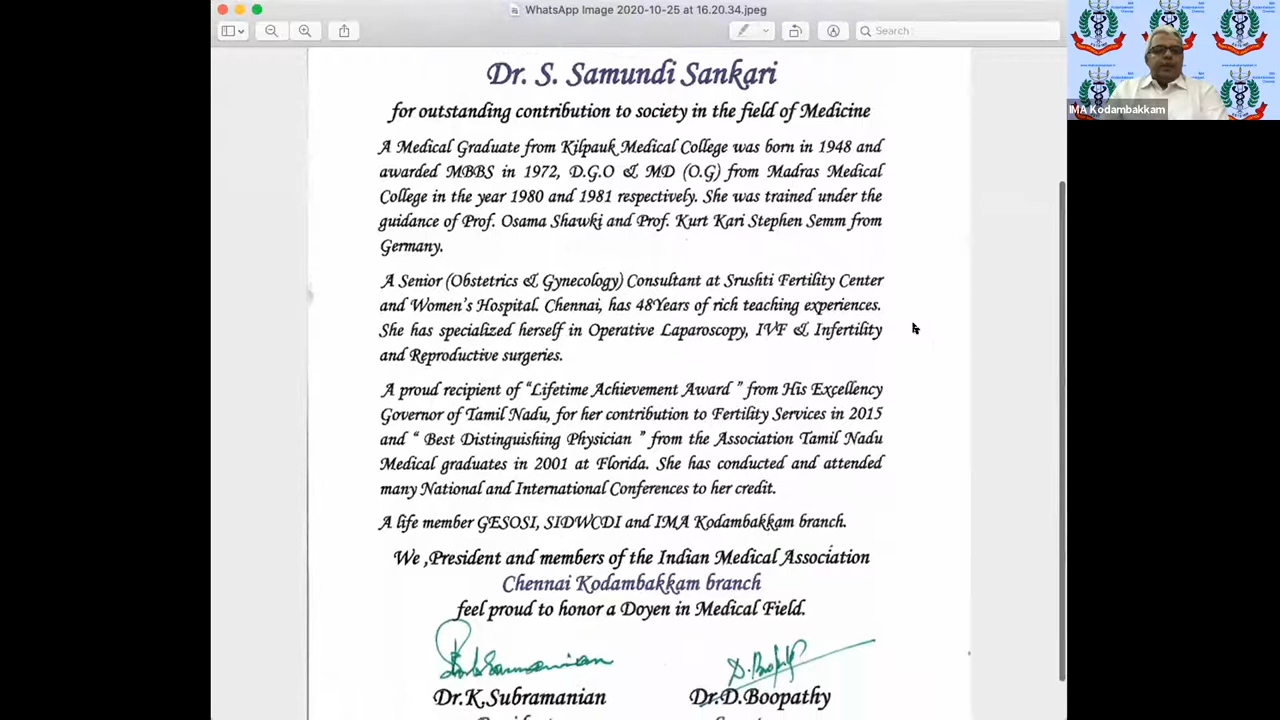 WhatsApp Image 2020-10-25 at 16.20.34.jpeg
Search
IMA Kodambakkam
Dr. S. Samundi Sankari
for outstanding contribution to society in the field of Medicine
A Medical Graduate from Kilpauk Medical College was born in 1948 and
awarded MBBS in 1972, D.G.O & MD (O.G) from Madras Medical
College in the year 1980 and 1981 respectively. She was trained under the
guidance of Prof. Osama Shawki and Prof. Kurt Kari Stephen Semm from
Germany.
A Senior (Obstetrics & Gynecology) Consultant at Srushti Fertility Center
and Women's Hospital. Chennai, has 48Years of rich teaching experiences.
She has specialized herself in Operative Laparoscopy, IVF & Infertility
and Reproductive surgeries.
A proud recipient of “Lifetime Achievement Award ” from His Excellency
Governor of Tamil Nadu, for her contribution to Fertility Services in 2015
and “ Best Distinguishing Physician ” from the Association Tamil Nadu
Medical graduates in 2001 at Florida. She has conducted and attended
many National and International Conferences to her credit.
A life member GESOSI, SIDWCDI and IMA Kodambakkam branch.
We ,President and members of the Indian Medical Association
Chennai Kodambakkam branch
feel proud to honor a Doyen in Medical Field.
D. Boopathy
Dr.K.Subramanian Dr.D.Boopathy